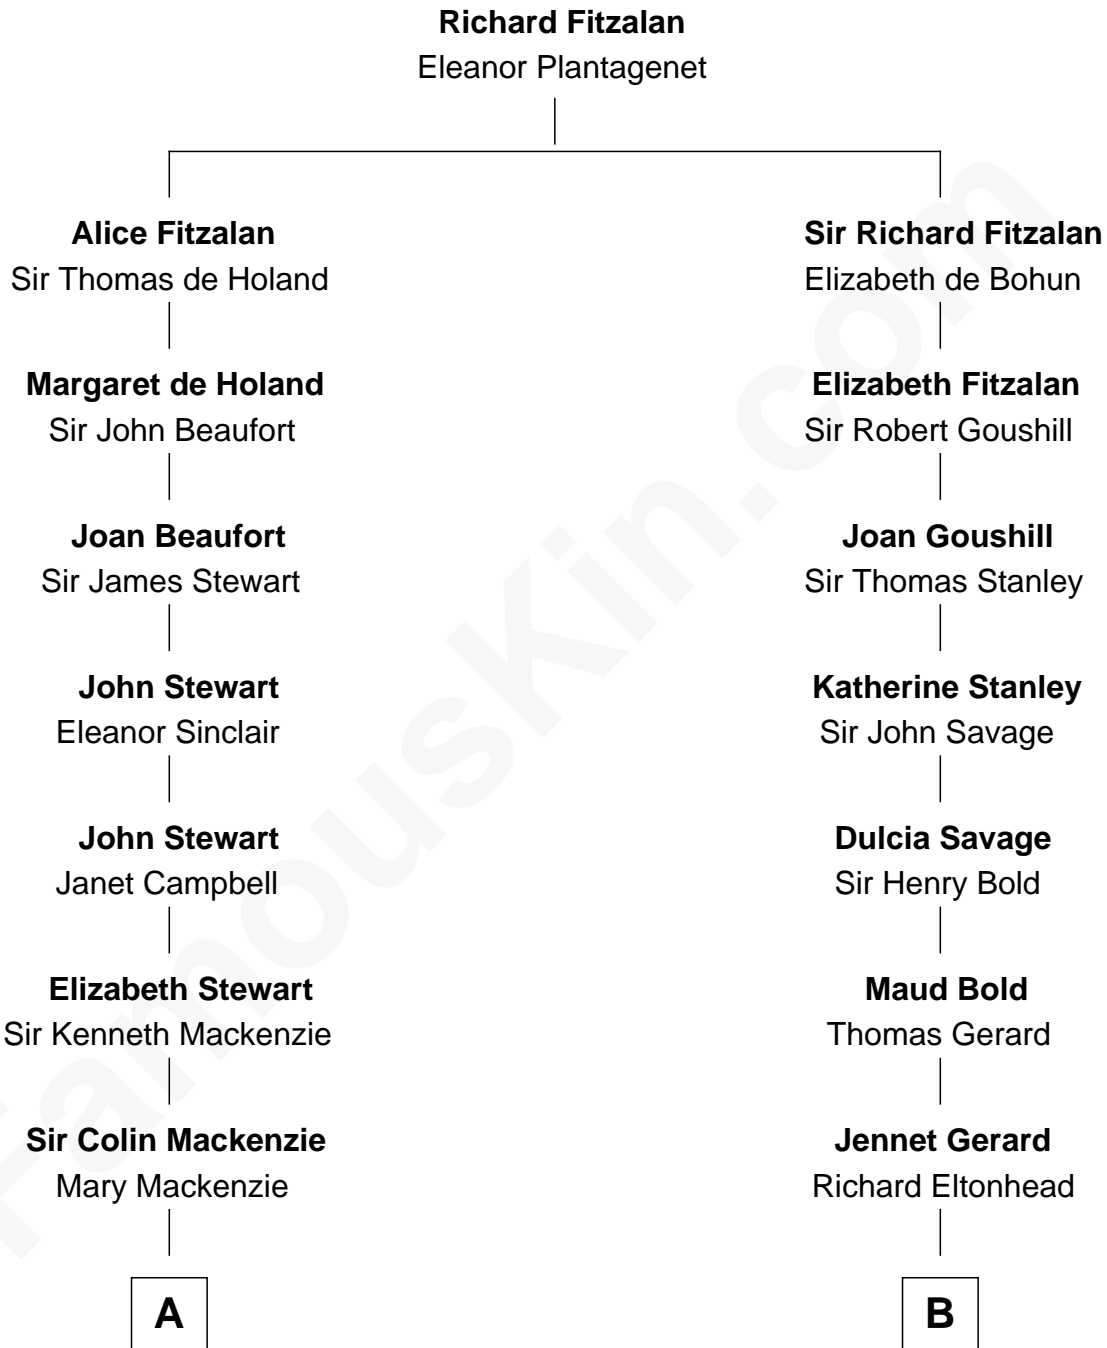 Richard Fitzalan
Eleanor Plantagenet
Alice Fitzalan
Sir Thomas de Holand
Margaret de Holand
Sir John Beaufort
Joan Beaufort
Sir James Stewart
John Stewart
Eleanor Sinclair
John Stewart
Janet Campbell
Elizabeth Stewart
Sir Kenneth Mackenzie
Sir Colin Mackenzie
Mary Mackenzie
A
Sir Richard Fitzalan
Elizabeth de Bohun
Elizabeth Fitzalan
Sir Robert Goushill
Joan Goushill
Sir Thomas Stanley
Katherine Stanley
Sir John Savage
Dulcia Savage
Sir Henry Bold
Maud Bold
Thomas Gerard
Jennet Gerard
Richard Eltonhead
B
FamousKin.com